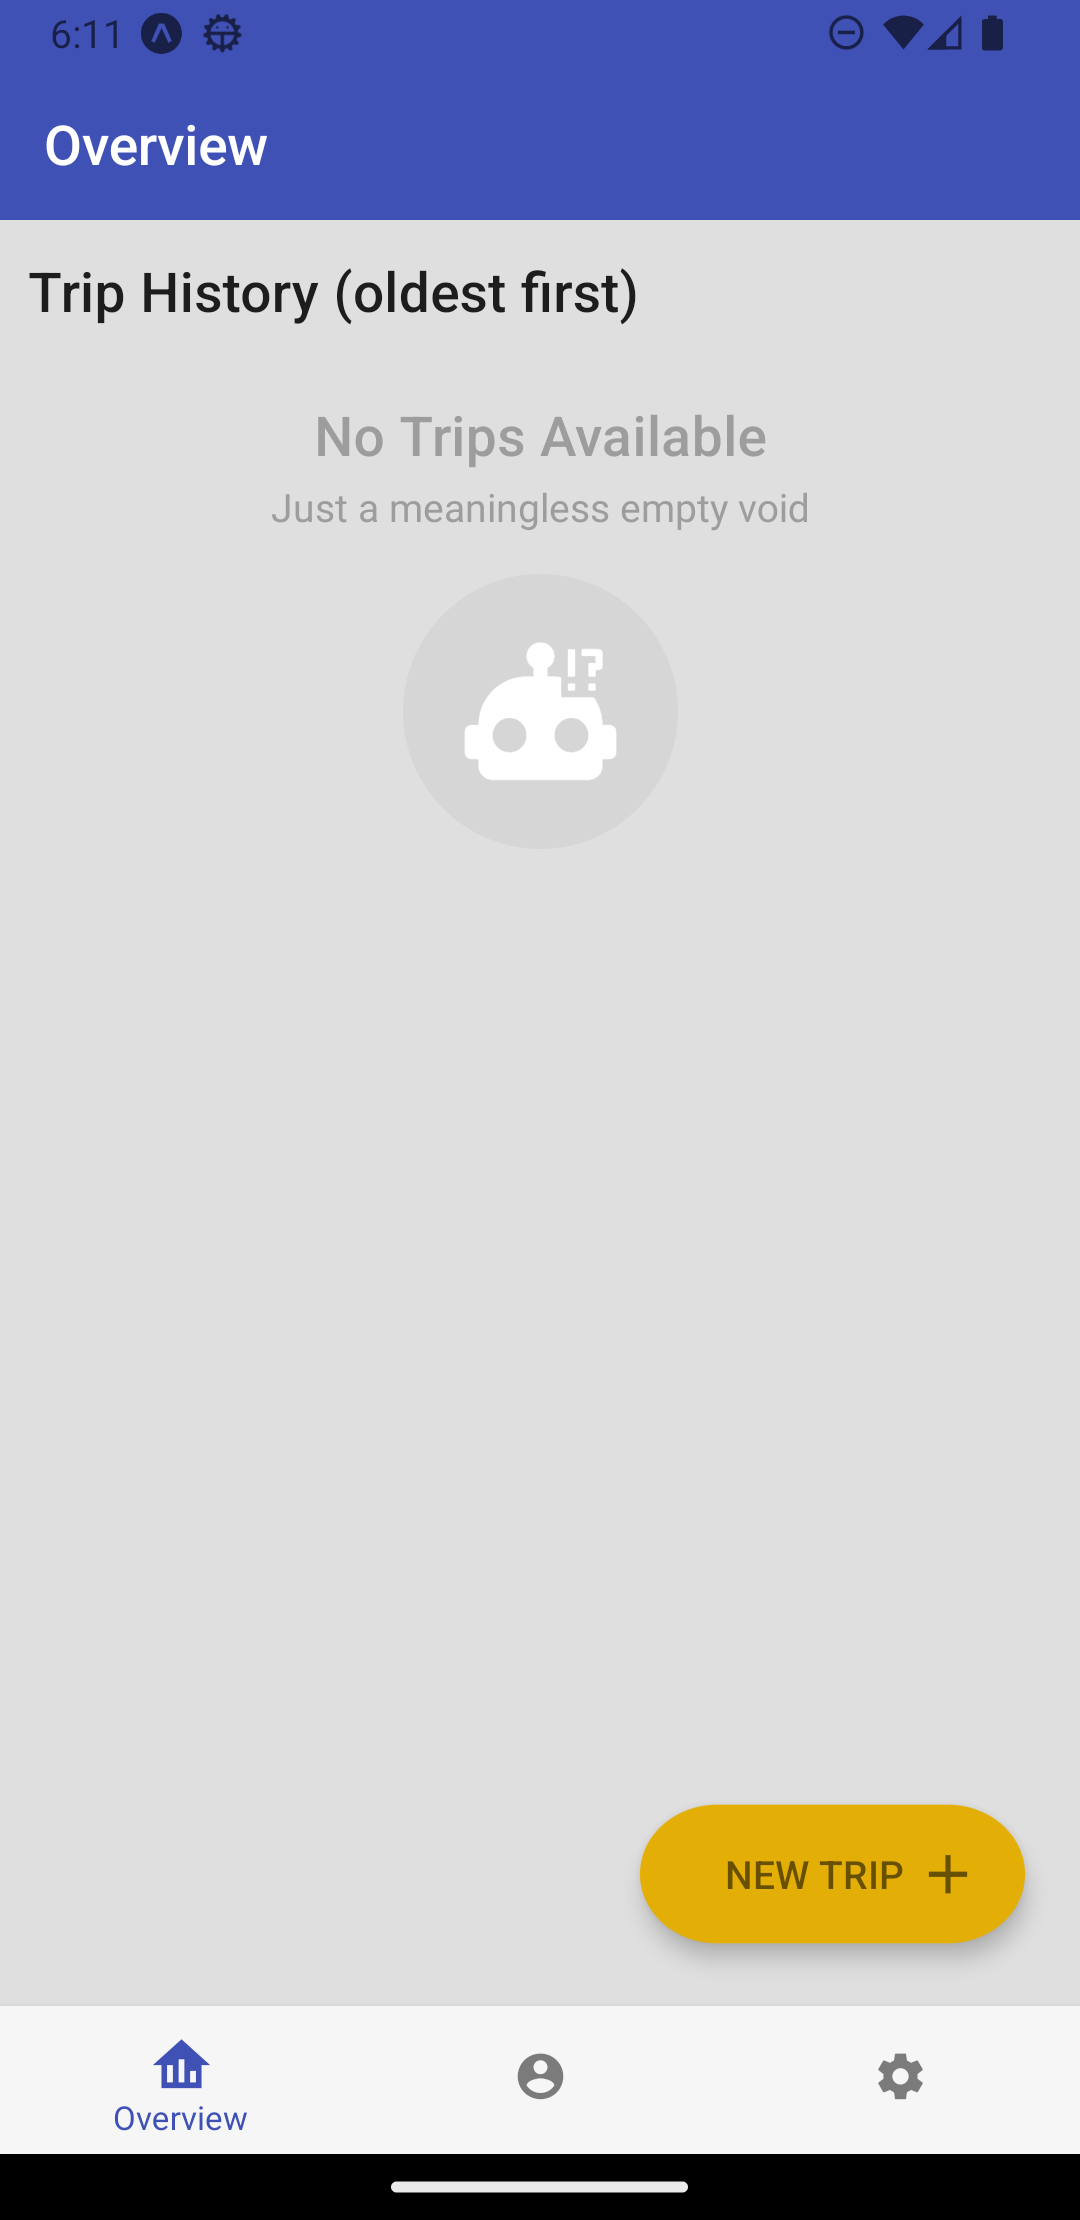 6:11
Overview
Trip History (oldest first)
No Trips Available
Just a meaningless empty void
!?
NEW TRIP
Overview